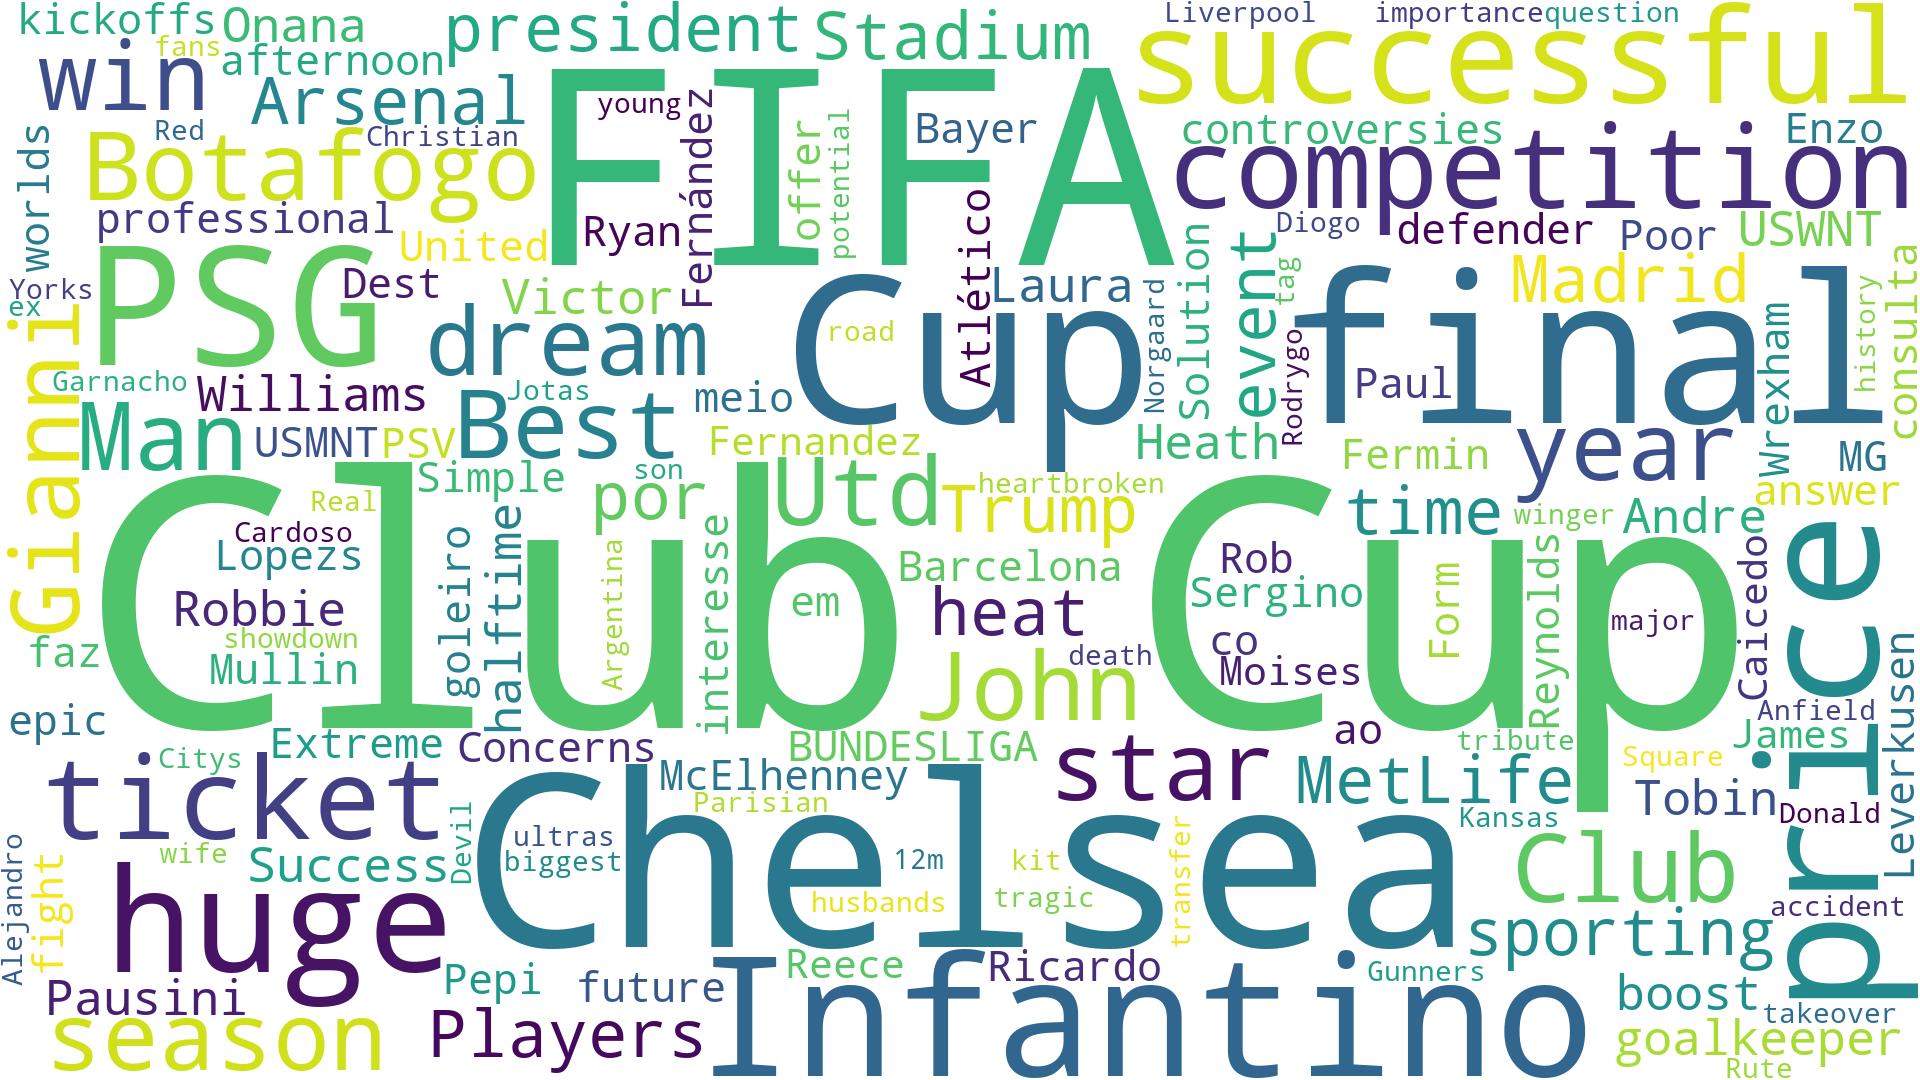 kickoffs
Onana
president
Stadium
Liverpool
importance
question
successful
fans
win
afternoon
Arsenal
FIFA
young
Bayer
controversies
Enzo
worlds
Red
Christian
Botafogo
Fernández
offer
potential
competition
professional
United
Ryan
Atlético
Diogo
defender
Poor
USWNT
Yorks
ex
PSG
Dest
Victor
Cup
Laura
Norgaard
Solution
event
tag
final
Madrid
history
consulta
Gianni
dream
road
Rodrygo
Paul
Wrexham
Garnacho
Williams
Jotas
meio
Man
USMNT
PSV
Best
Fernandez
Heath
Fermin
year
MG
Simple
son
por
Utd
heartbroken
Trump
time
winger
Andre
answer
Real
Cardoso
Lopezs
Club Cup
goleiro
halftime
Argentina
interesse
em
Barcelona
Rob
Sergino
Form
Reynolds
major
Caicedo
price
Robbie
heat
co
faz
showdown
Mullin
John
death
Moises
Leverkusen
epic
Extreme
Concerns
BUNDESLIGA
star
ao
tribute
Anfield
James
Citys
ticket
McElhenney
Parisian
MetLife
Square
Tobin
Donald
Kansas
wife
Success
Devil
ultras
biggest
Chelsea
12m
kit
transfer
Club
Alejandro
fight
huge
husbands
tragic
sporting
accident
Pausini
Pepi
future
Reece
Ricardo
Gunners
boost
takeover
season
Players
Infantino
goalkeeper
Rute